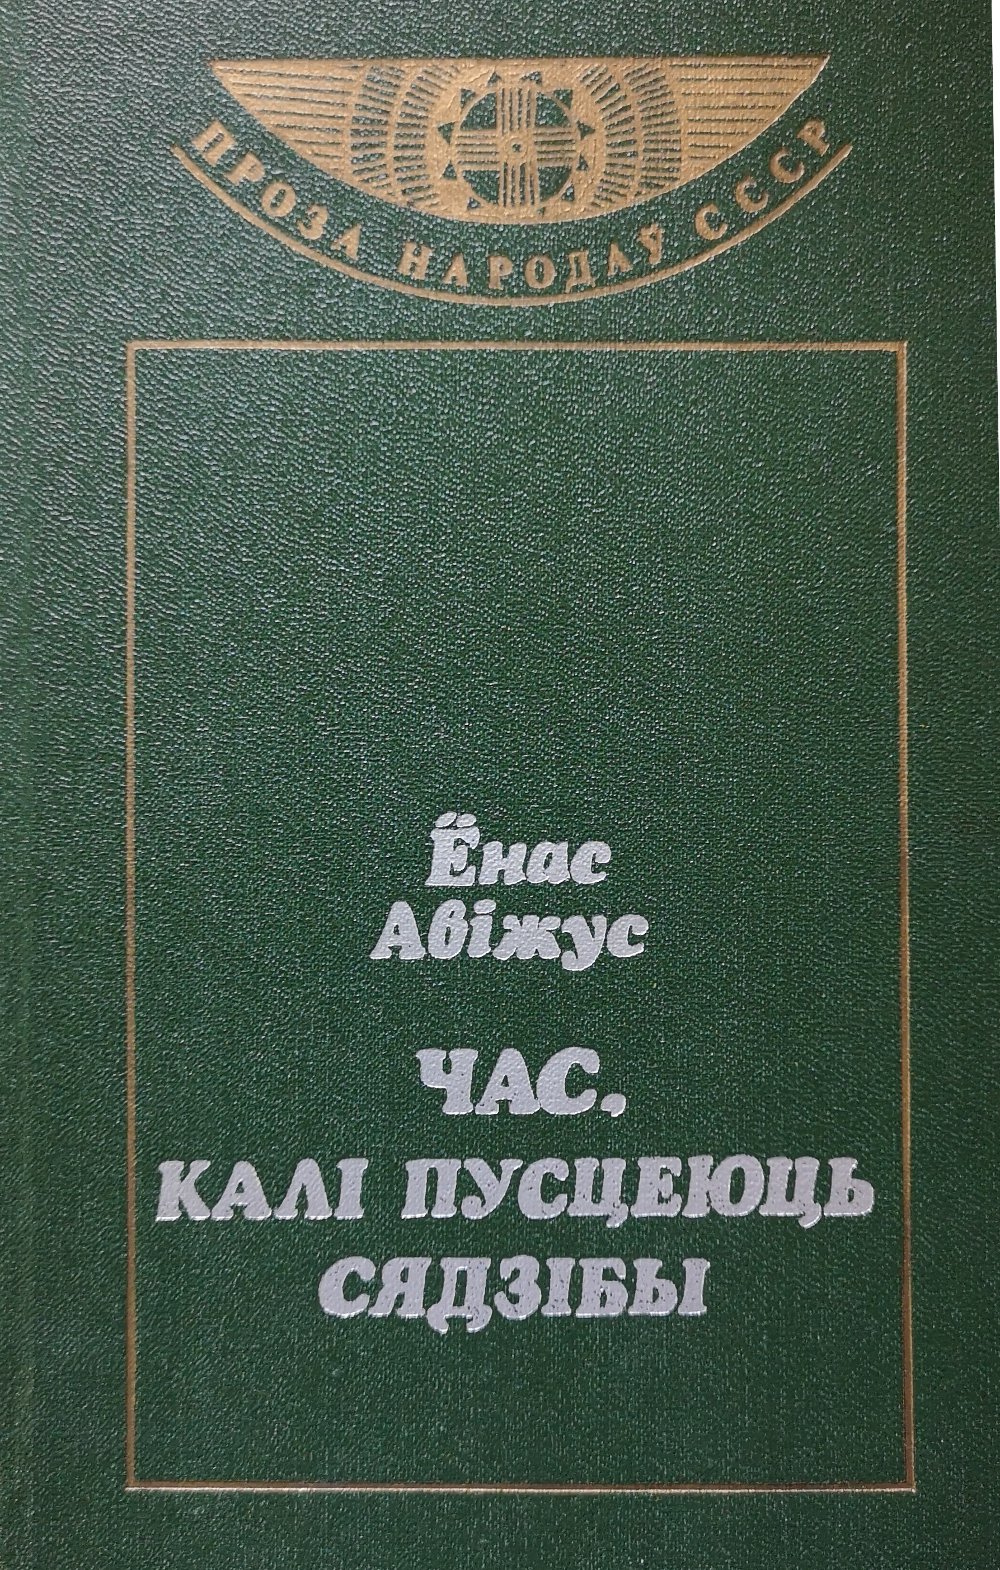 ПРОЗА НАРОДАЎ СССР
Ёнас
Авіжус
ЧАС,
КАЛІ ПУСЦЕЮЦЬ
СЯДЗІБЫ